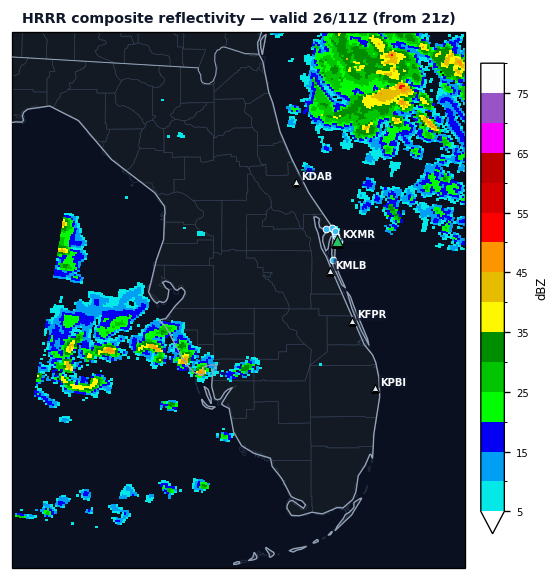 HRRR composite reflectivity — valid 26/11Z (from 21z)
KDAB
KXMR
KMLB
KFPR
KPBI
75
65
55
45
35
25
15
5
dBZ